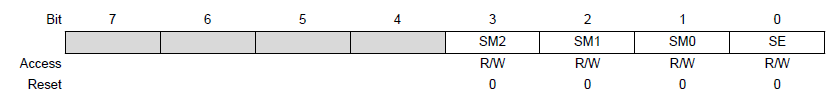 Bit 7 6 5 4 3 2 1 0
SM2 SM1 SM0 SE
Access R/W R/W R/W R/W
Reset 0 0 0 0